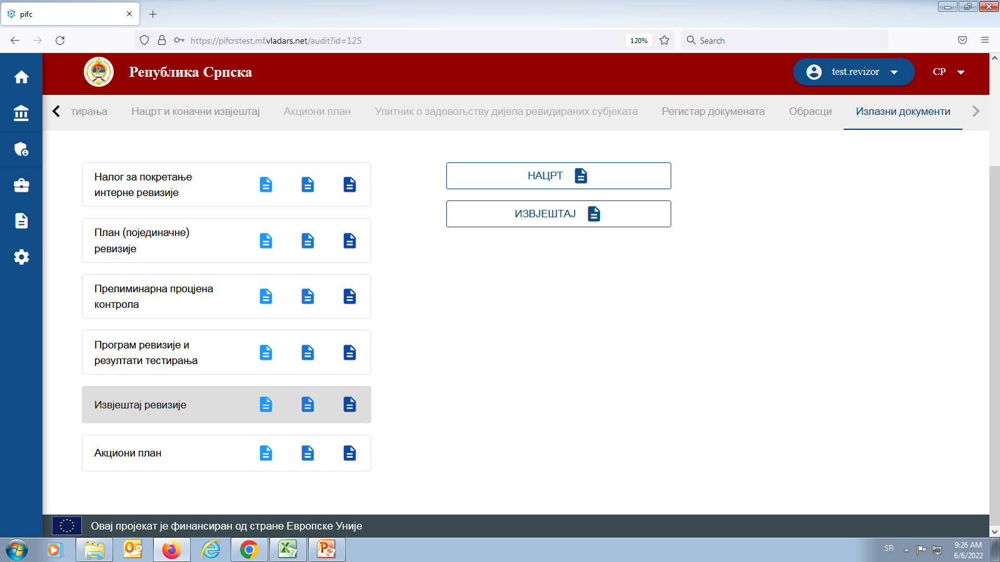 pifc
https://pifcrstest.mf.vladars.net/audit?id=125
120%
Search
Република Српска
test.revizor
СР
тирања
Нацрт и коначни извјештај
Акциони план
Упитник о задовољству дијела ревидираних субјеката
Регистар докумената
Обрасци
Излазни документи
Налог за покретање
интерне ревизије
План (појединачне)
ревизије
Прелиминарна процјена
контрола
Програм ревизије и
резултати тестирања
Извјештај ревизије
Акциони план
НАЦРТ
ИЗВЈЕШТАЈ
Овај пројекат је финансиран од стране Европске Уније
SR
9:26 AM
6/6/2022